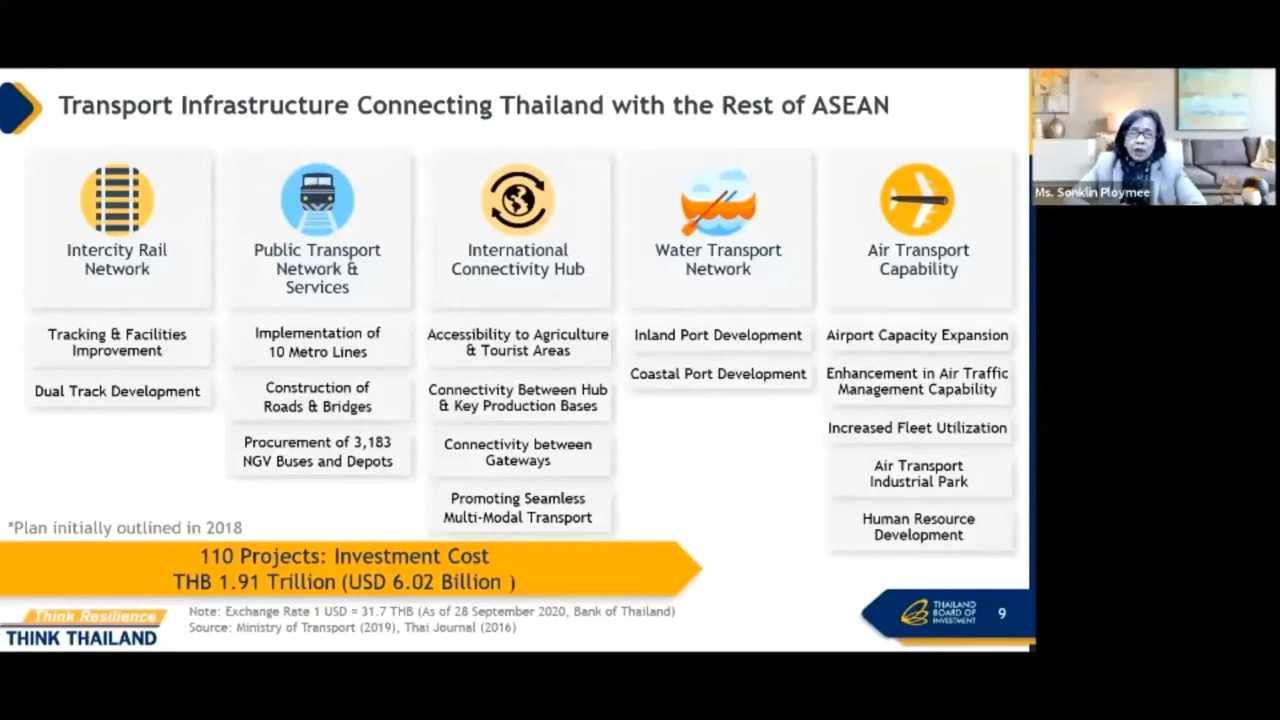 Transport Infrastructure Connecting Thailand with the Rest of ASEAN
Intercity Rail
Network
Tracking & Facilities
Improvement
Dual Track Development
Public Transport
Network &
Services
Implementation of
10 Metro Lines
Construction of
Roads & Bridges
Procurement of 3,183
NGV Buses and Depots
International
Connectivity Hub
Accessibility to Agriculture
& Tourist Areas
Connectivity Between Hub
& Key Production Bases
Connectivity between
Gateways
Promoting Seamless
Multi-Modal Transport
Water Transport
Network
Inland Port Development
Coastal Port Development
Air Transport
Capability
Airport Capacity Expansion
Enhancement in Air Traffic
Management Capability
Increased Fleet Utilization
Air Transport
Industrial Park
Human Resource
Development
*Plan initially outlined in 2018
110 Projects: Investment Cost
THB 1.91 Trillion (USD 6.02 Billion )
Think Resilience
THINK THAILAND
Note: Exchange Rate 1 USD = 31.7 THB (As of 28 September 2020, Bank of Thailand)
Source: Ministry of Transport (2019), Thai Journal (2016)
THAILAND
BOARD OF
INVESTMENT
9
Ms. Sonklin Ploymee